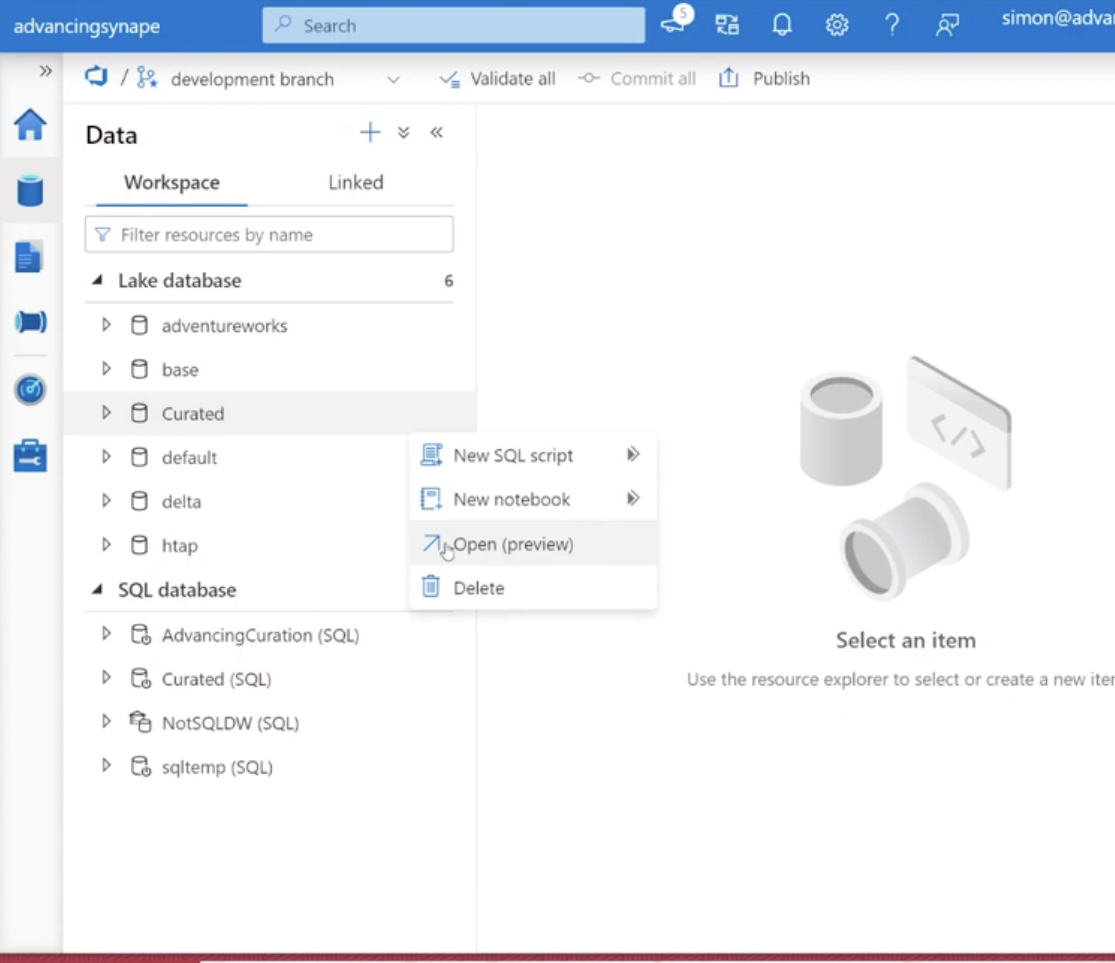 advancingsynape
Search
5
simon@adva
/ development branch
Validate all
Commit all
Publish
Data
Workspace
Linked
Filter resources by name
Lake database 6
adventureworks
base
Curated
default
delta
htap
SQL database
AdvancingCuration (SQL)
Curated (SQL)
NotSQLDW (SQL)
sqltemp (SQL)
New SQL script
New notebook
Open (preview)
Delete
</>
Select an item
Use the resource explorer to select or create a new iter